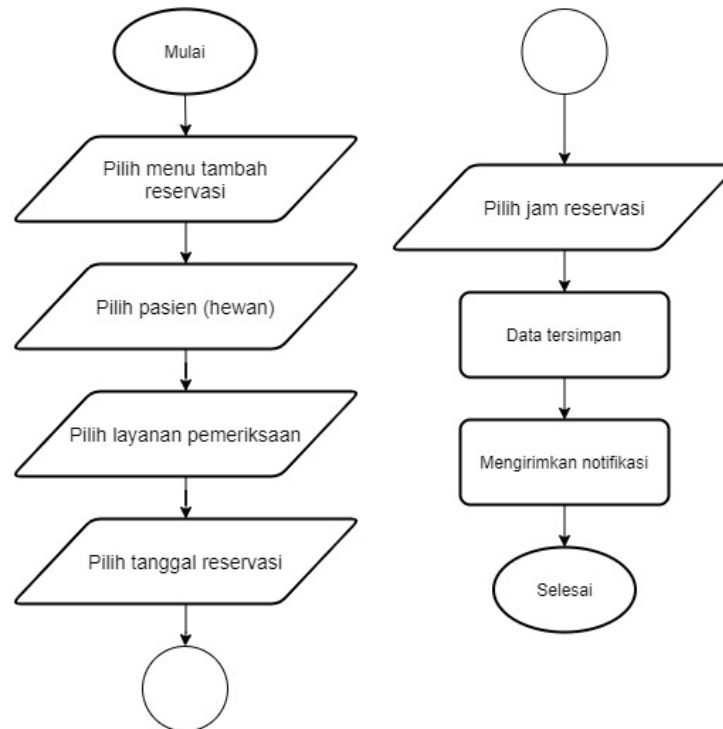 Mulai
Pilih menu tambah
reservasi
Pilih pasien (hewan)
Pilih layanan pemeriksaan
Pilih tanggal reservasi
Pilih jam reservasi
Data tersimpan
Mengirimkan notifikasi
Selesai